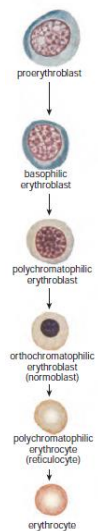 proerythroblast
basophilic
erythroblast
polychromatophilic
erythroblast
orthochromatophilic
erythroblast
(normoblast)
polychromatophilic
erythrocyte
(reticulocyte)
erythrocyte